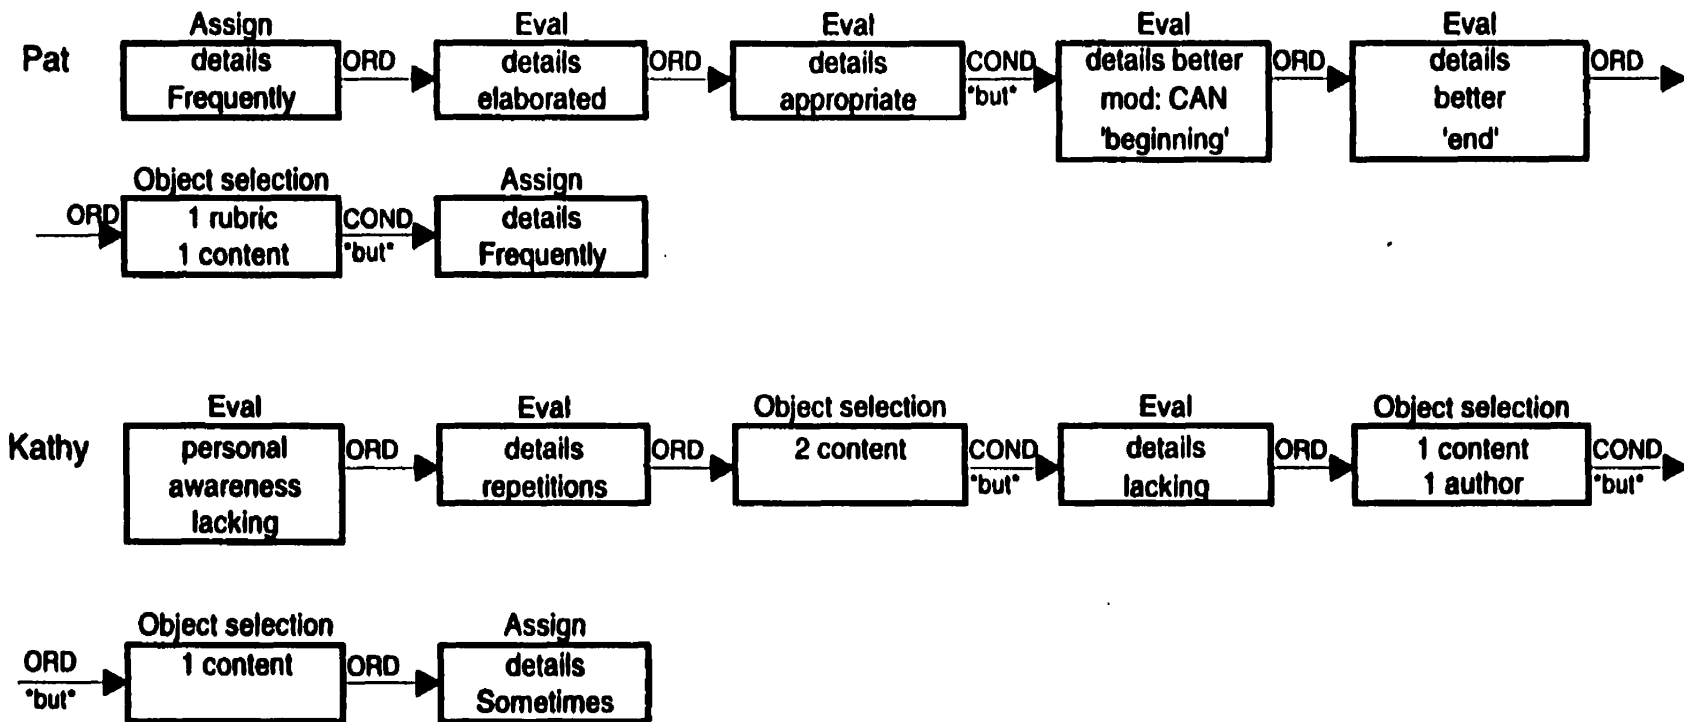 Pat
Assign
details
Frequently
ORD
Eval
details
elaborated
ORD
Eval
details
appropriate
COND
"but"
Eval
details better
mod: CAN
'beginning'
ORD
Eval
details
better
'end'
ORD
ORD
Object selection
1 rubric
1 content
COND
"but"
Assign
details
Frequently
Kathy
Eval
personal
awareness
lacking
ORD
Eval
details
repetitions
ORD
Object selection
2 content
COND
"but"
Eval
details
lacking
ORD
Object selection
1 content
1 author
COND
"but"
ORD
"but"
Object selection
1 content
ORD
Assign
details
Sometimes